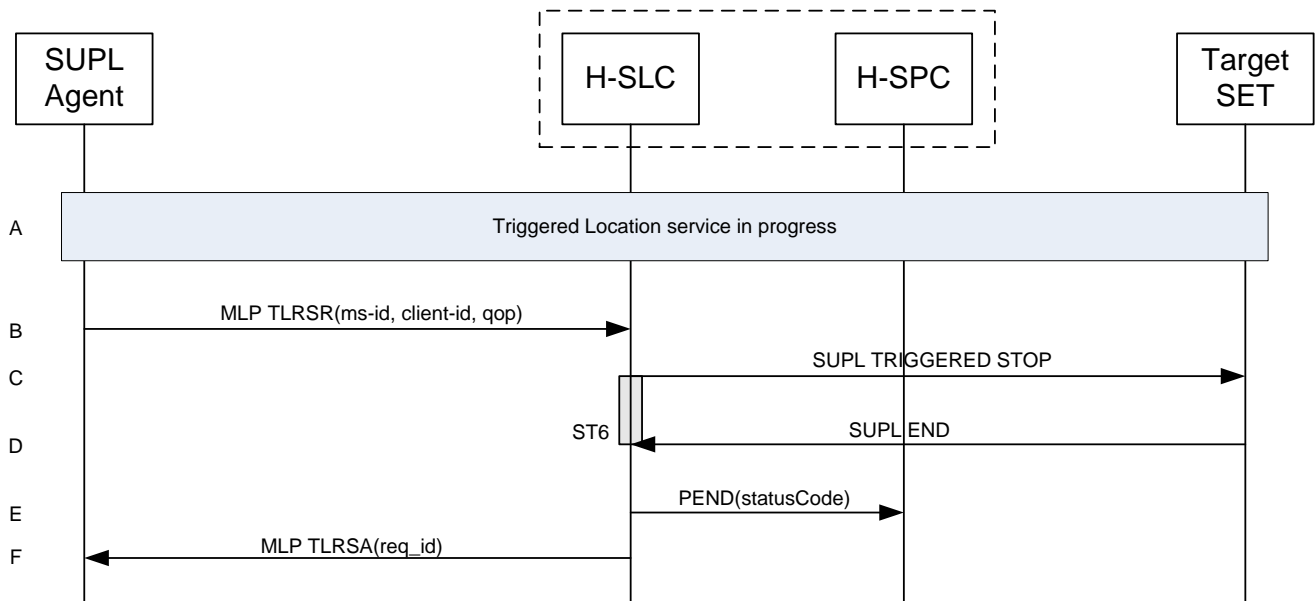 SUPL
Agent
H-SLC
H-SPC
Target
SET
A
Triggered Location service in progress
B
MLP TLRSR(ms-id, client-id, qop)
C
SUPL TRIGGERED STOP
ST6
D
SUPL END
E
PEND(statusCode)
F
MLP TLRSA(req_id)